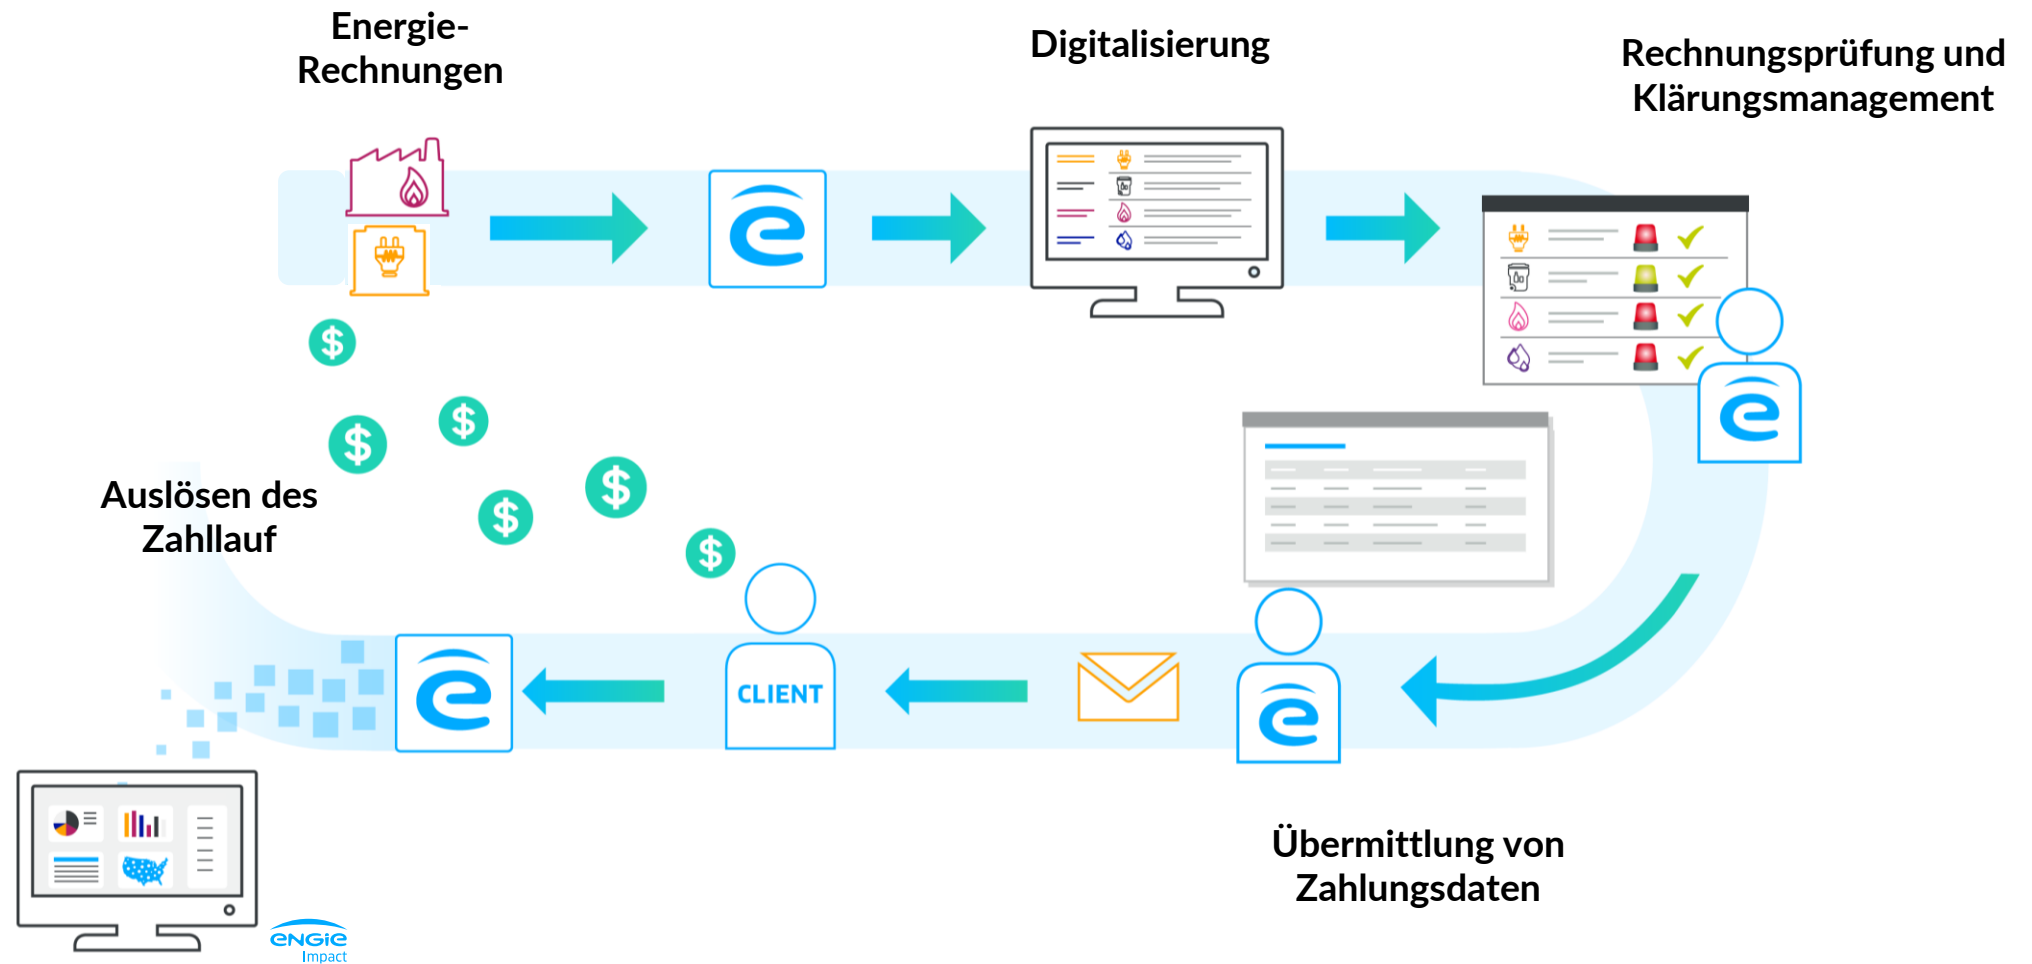 Energie-
Rechnungen
Digitalisierung
Rechnungsprüfung und
Klärungsmanagement
$
$
$
$
$
$
Auslösen des
Zahllauf
CLIENT
Übermittlung von
Zahlungsdaten
ENGIE
Impact